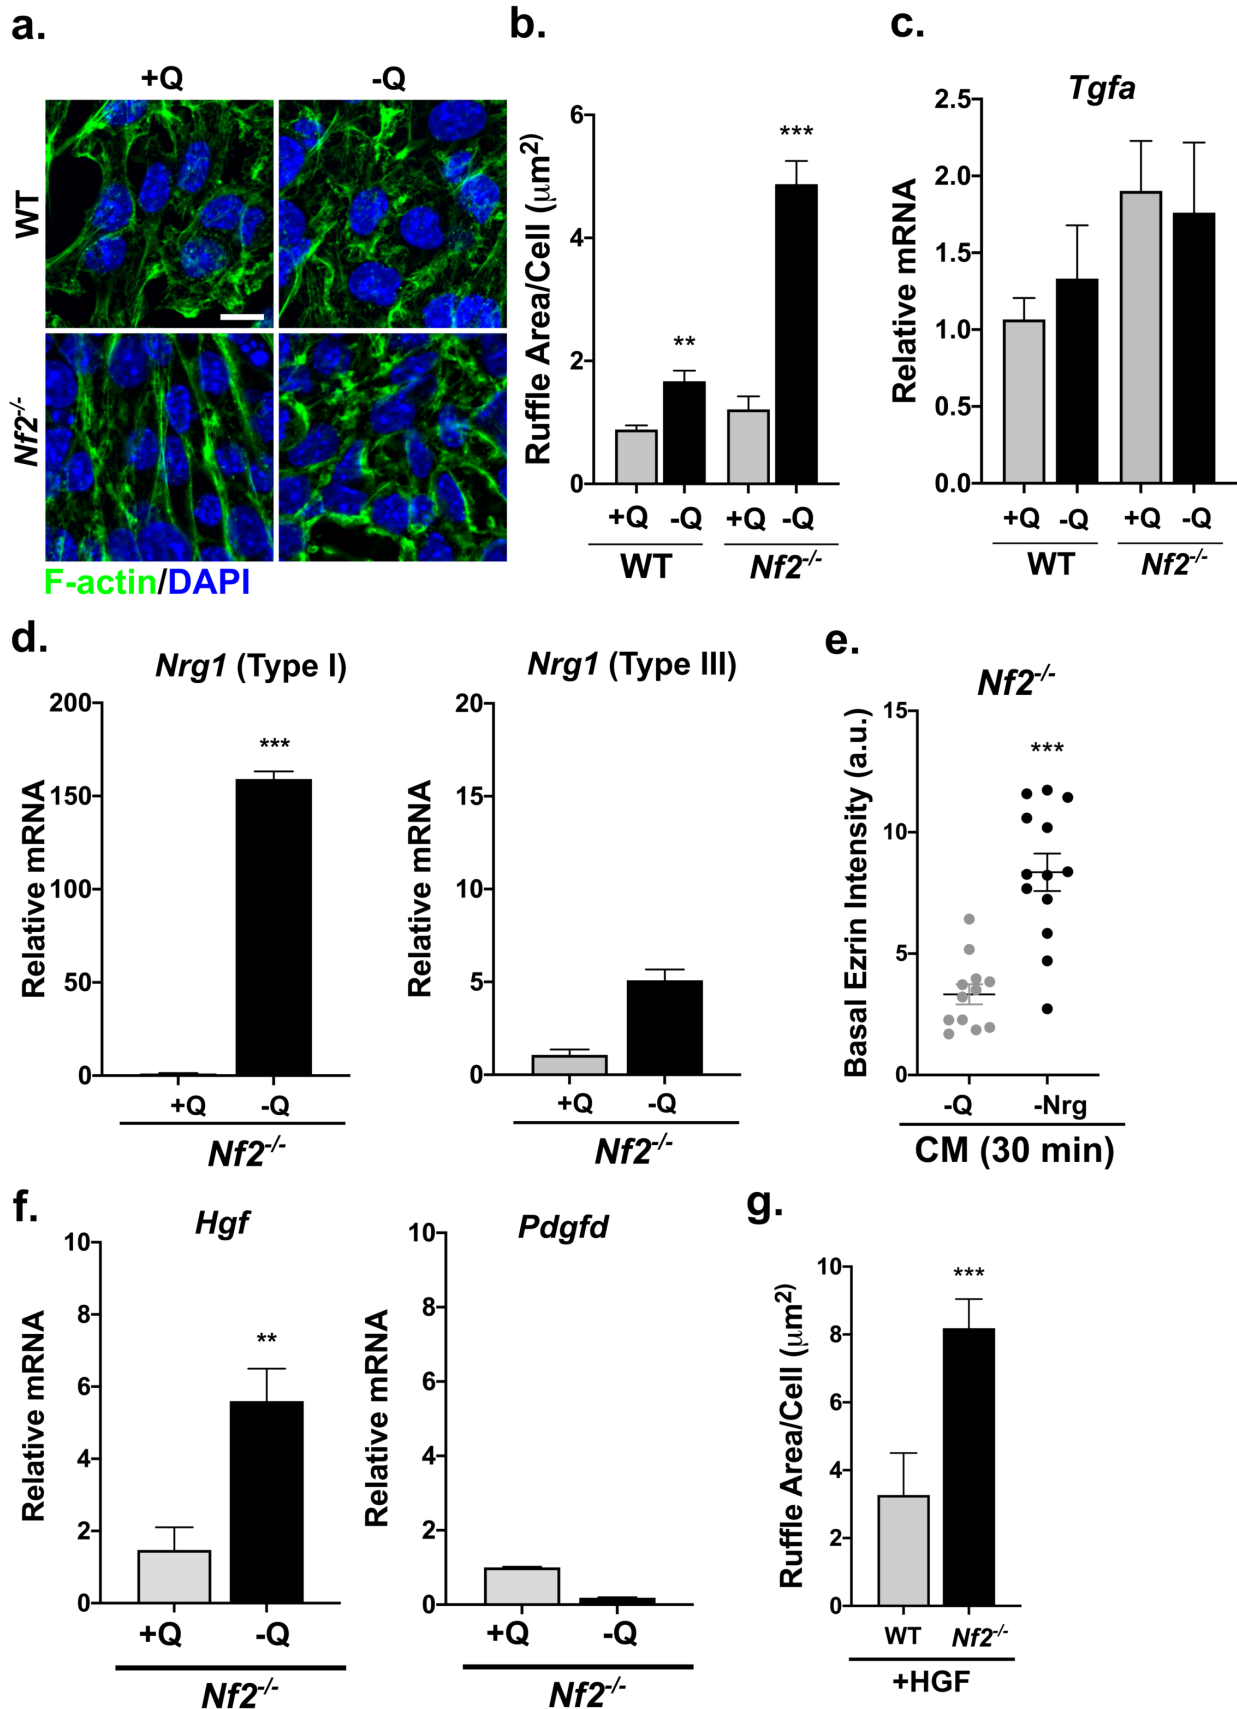 a.
+Q -Q
WT
Nf2-/-
F-actin/DAPI
b.
Ruffle Area/Cell (μm2)
6
4
2
0
**
***
+Q -Q +Q -Q
WT Nf2-/-
c.
Tgfa
Relative mRNA
2.5
2.0
1.5
1.0
0.5
0.0
+Q -Q +Q -Q
WT Nf2-/-
d.
Nrg1 (Type I)
Relative mRNA
200
150
100
50
0
***
+Q -Q
Nf2-/-
Nrg1 (Type III)
Relative mRNA
20
15
10
5
0
+Q -Q
Nf2-/-
e.
Nf2-/-
Basal Ezrin Intensity (a.u.)
15
10
5
0
***
-Q -Nrg
CM (30 min)
f.
Hgf
Relative mRNA
10
8
6
4
2
0
**
+Q -Q
Nf2-/-
Pdgfd
Relative mRNA
10
8
6
4
2
0
+Q -Q
Nf2-/-
g.
Ruffle Area/Cell (μm2)
10
8
6
4
2
0
***
WT Nf2-/-
+HGF